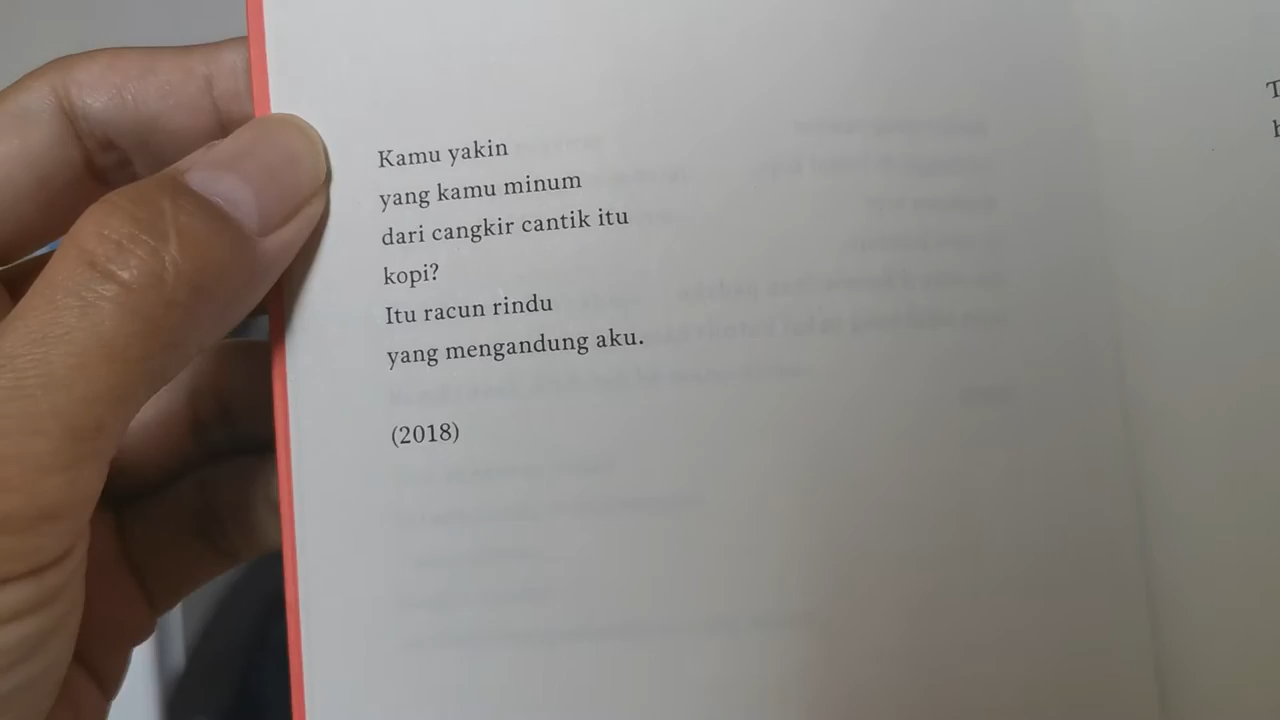 Kamu yakin
yang kamu minum
dari cangkir cantik itu
kopi?
Itu racun rindu
yang mengandung aku.
(2018)